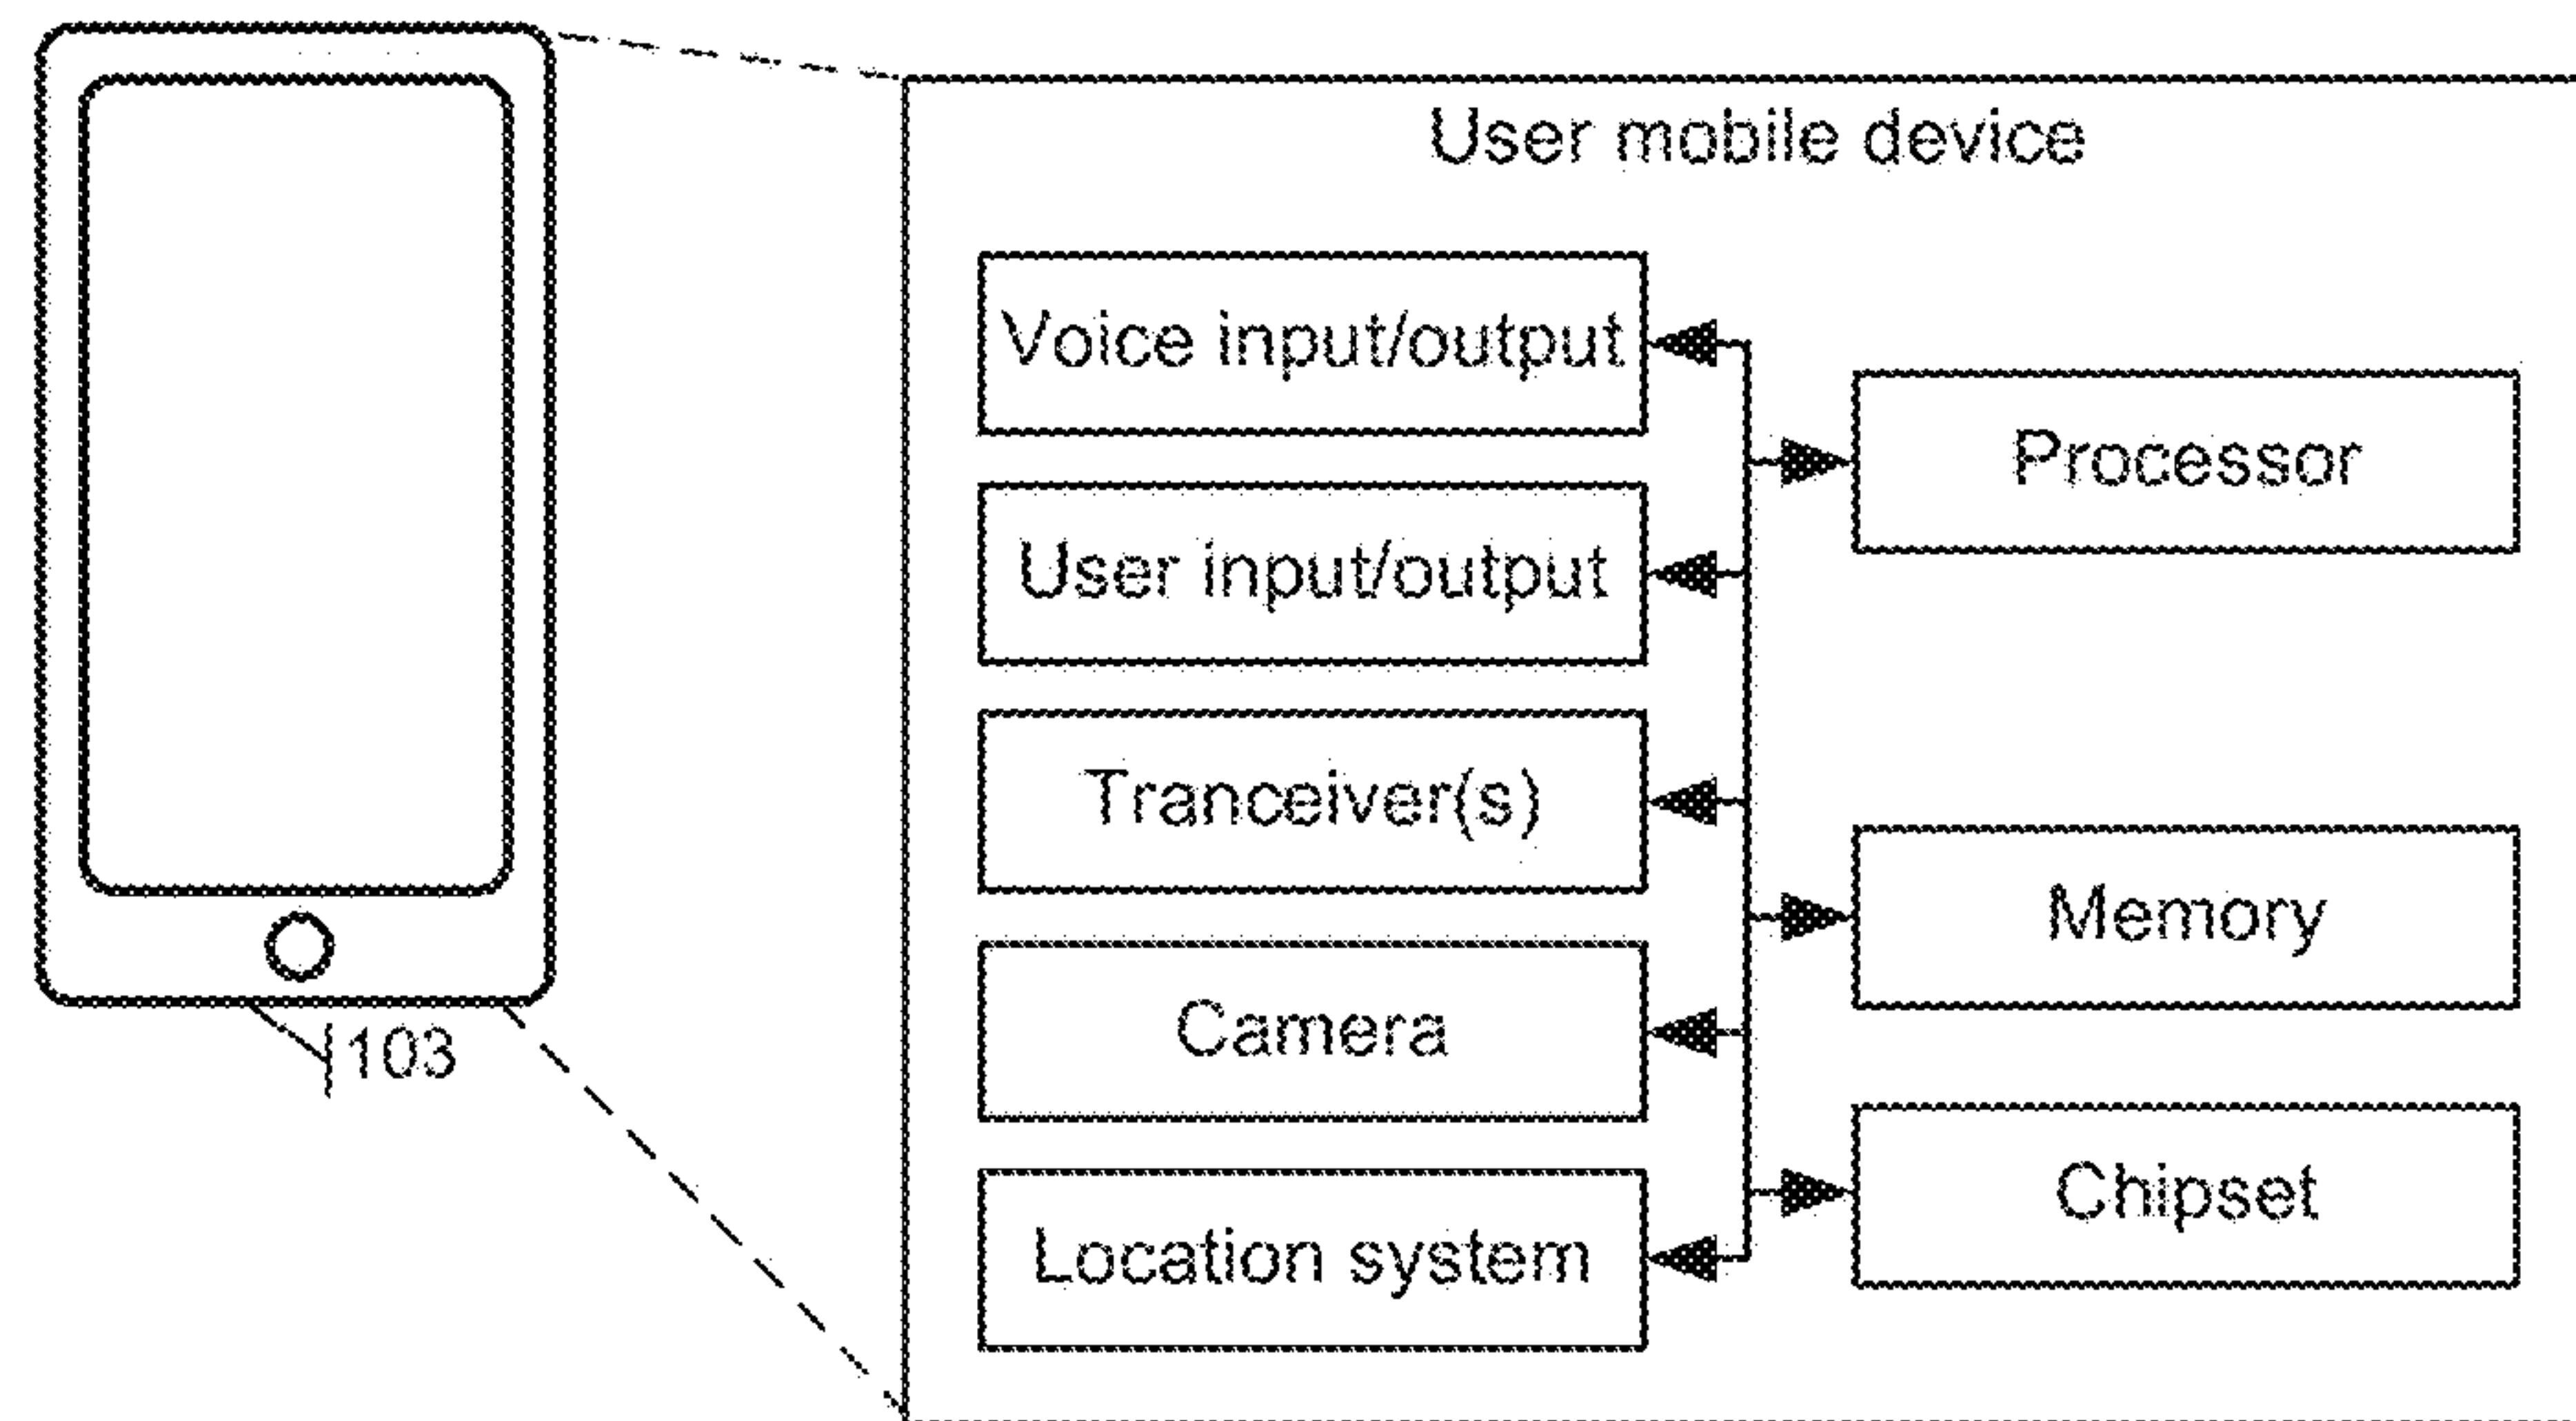 User mobile device
Voice input/output
Processor
User input/output
Tranceiver(s)
Memory
Camera
Chipset
Location system
103